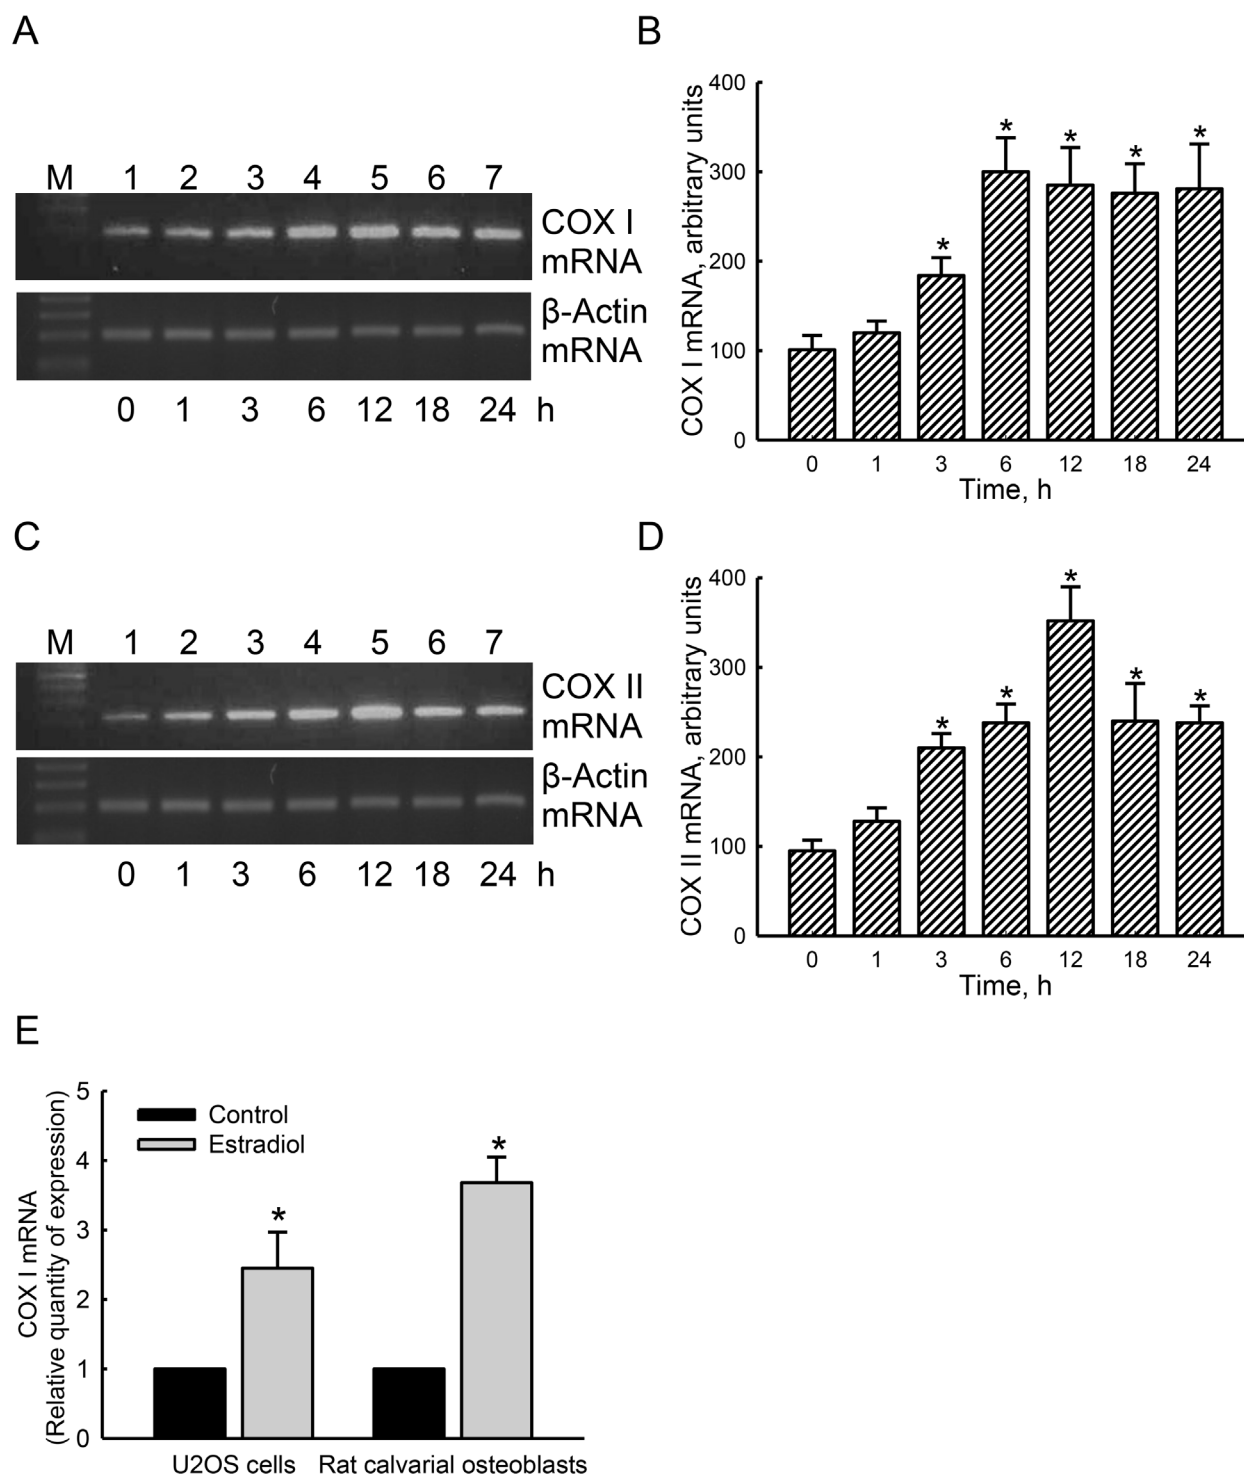 A
M 1 2 3 4 5 6 7
COX I
mRNA
β-Actin
mRNA
0 1 3 6 12 18 24 h
B
COX I mRNA, arbitrary units
400
300
200
100
0
* * * * *
0 1 3 6 12 18 24
Time, h
C
M 1 2 3 4 5 6 7
COX II
mRNA
β-Actin
mRNA
0 1 3 6 12 18 24 h
D
COX II mRNA, arbitrary units
400
300
200
100
0
* * * * *
0 1 3 6 12 18 24
Time, h
E
COX I mRNA
(Relative quantity of expression)
5
4
3
2
1
0
Control
Estradiol
* *
U2OS cells Rat calvarial osteoblasts